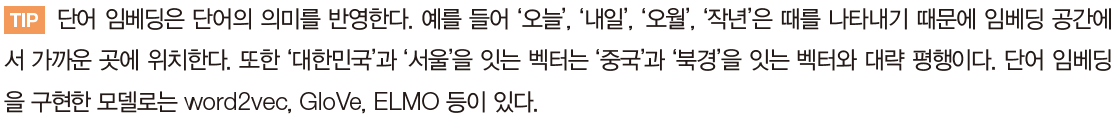 TIP 단어 임베딩은 단어의 의미를 반영한다. 예를 들어 ‘오늘’, ‘내일’, ‘오월’, ‘작년’은 때를 나타내기 때문에 임베딩 공간에
서 가까운 곳에 위치한다. 또한 ‘대한민국’과 ‘서울’을 잇는 벡터는 ‘중국’과 ‘북경’을 잇는 벡터와 대략 평행이다. 단어 임베딩
을 구현한 모델로는 word2vec, GloVe, ELMO 등이 있다.